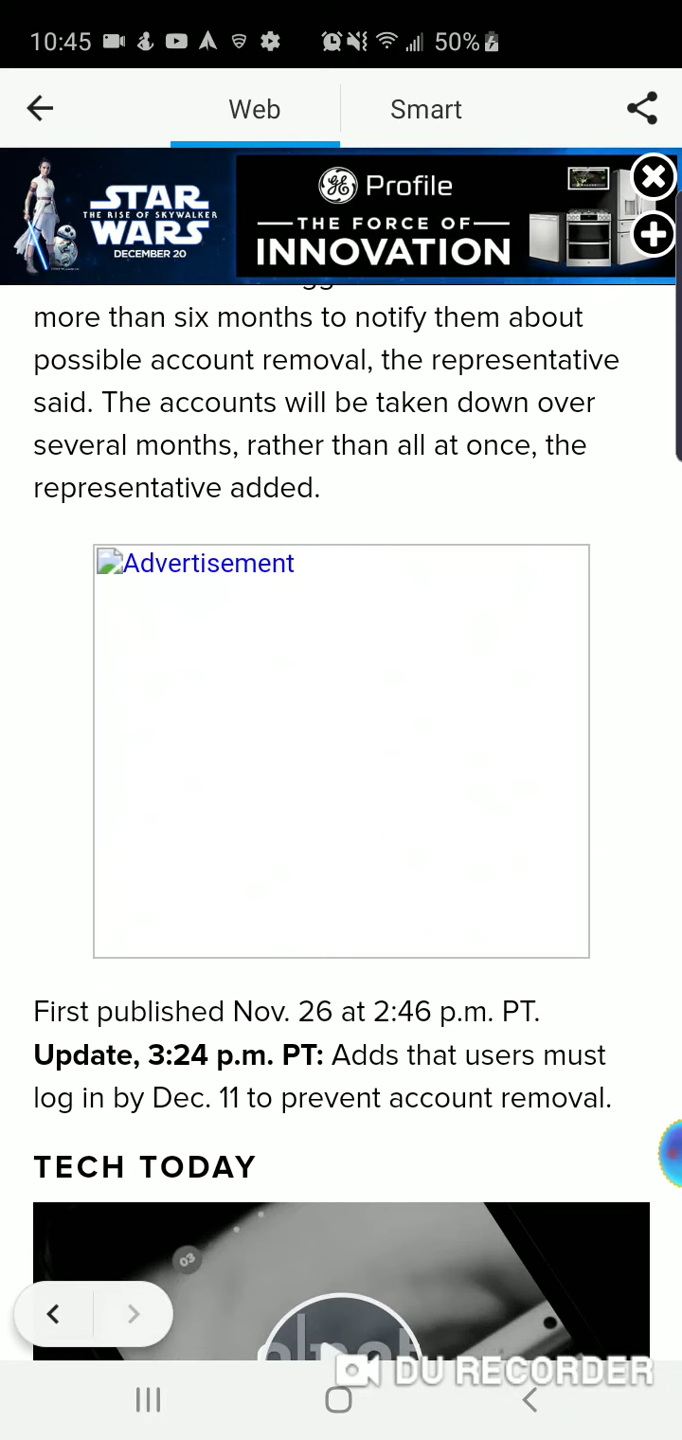 10:45
50%
Web
Smart
STAR
THE RISE OF SKYWALKER
WARS
DECEMBER 20
Profile
THE FORCE OF
INNOVATION
more than six months to notify them about
possible account removal, the representative
said. The accounts will be taken down over
several months, rather than all at once, the
representative added.
Advertisement
First published Nov. 26 at 2:46 p.m. PT.
Update, 3:24 p.m. PT: Adds that users must
log in by Dec. 11 to prevent account removal.
TECH TODAY
03
DU RECORDER